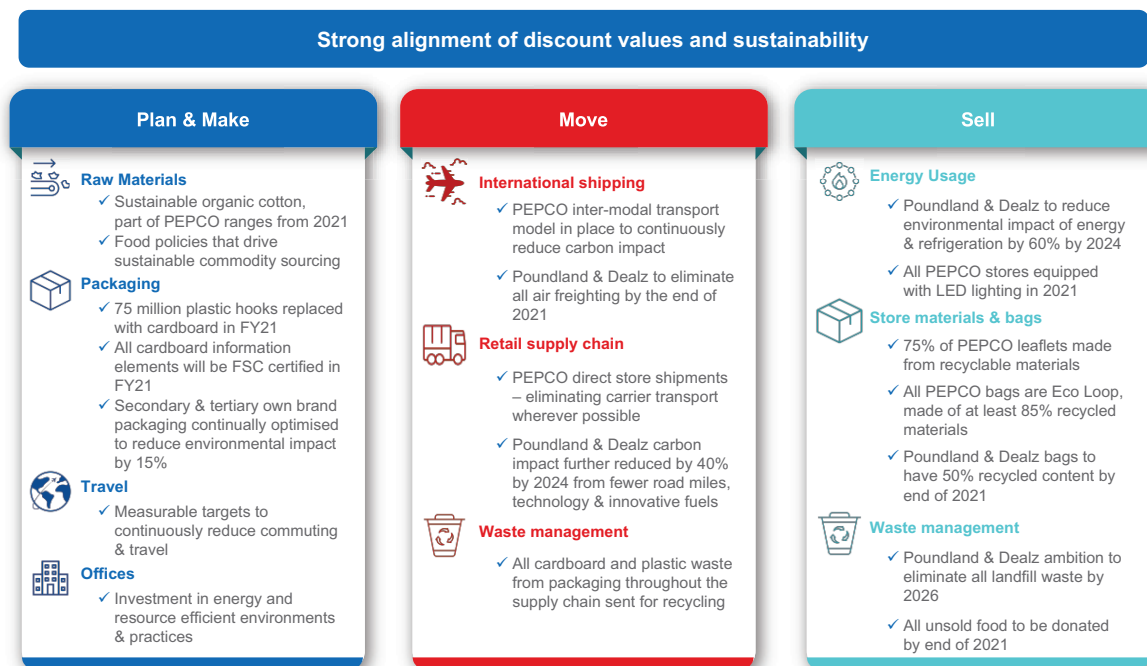 Strong alignment of discount values and sustainability
Plan & Make
Raw Materials
✓ Sustainable organic cotton,
part of PEPCO ranges from 2021
✓ Food policies that drive
sustainable commodity sourcing
Packaging
✓ 75 million plastic hooks replaced
with cardboard in FY21
✓ All cardboard information
elements will be FSC certified in
FY21
✓ Secondary & tertiary own brand
packaging continually optimised
to reduce environmental impact
by 15%
Travel
✓ Measurable targets to
continuously reduce commuting
& travel
Offices
✓ Investment in energy and
resource efficient environments
& practices
Move
International shipping
✓ PEPCO inter-modal transport
model in place to continuously
reduce carbon impact
✓ Poundland & Dealz to eliminate
all air freighting by the end of
2021
Retail supply chain
✓ PEPCO direct store shipments
– eliminating carrier transport
wherever possible
✓ Poundland & Dealz carbon
impact further reduced by 40%
by 2024 from fewer road miles,
technology & innovative fuels
Waste management
✓ All cardboard and plastic waste
from packaging throughout the
supply chain sent for recycling
Sell
Energy Usage
✓ Poundland & Dealz to reduce
environmental impact of energy
& refrigeration by 60% by 2024
✓ All PEPCO stores equipped
with LED lighting in 2021
Store materials & bags
✓ 75% of PEPCO leaflets made
from recyclable materials
✓ All PEPCO bags are Eco Loop,
made of at least 85% recycled
materials
✓ Poundland & Dealz bags to
have 50% recycled content by
end of 2021
Waste management
✓ Poundland & Dealz ambition to
eliminate all landfill waste by
2026
✓ All unsold food to be donated
by end of 2021